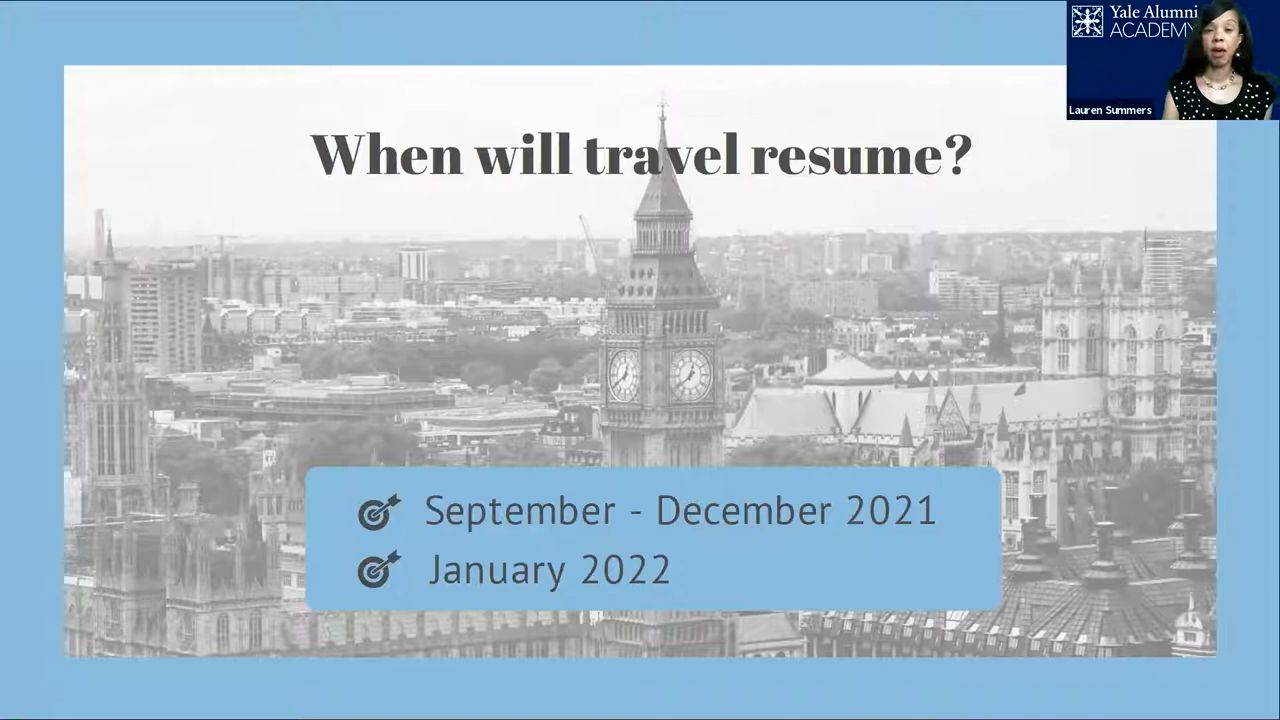 Yale Alumni
ACADEMY
Lauren Summers
When will travel resume?
September - December 2021
January 2022